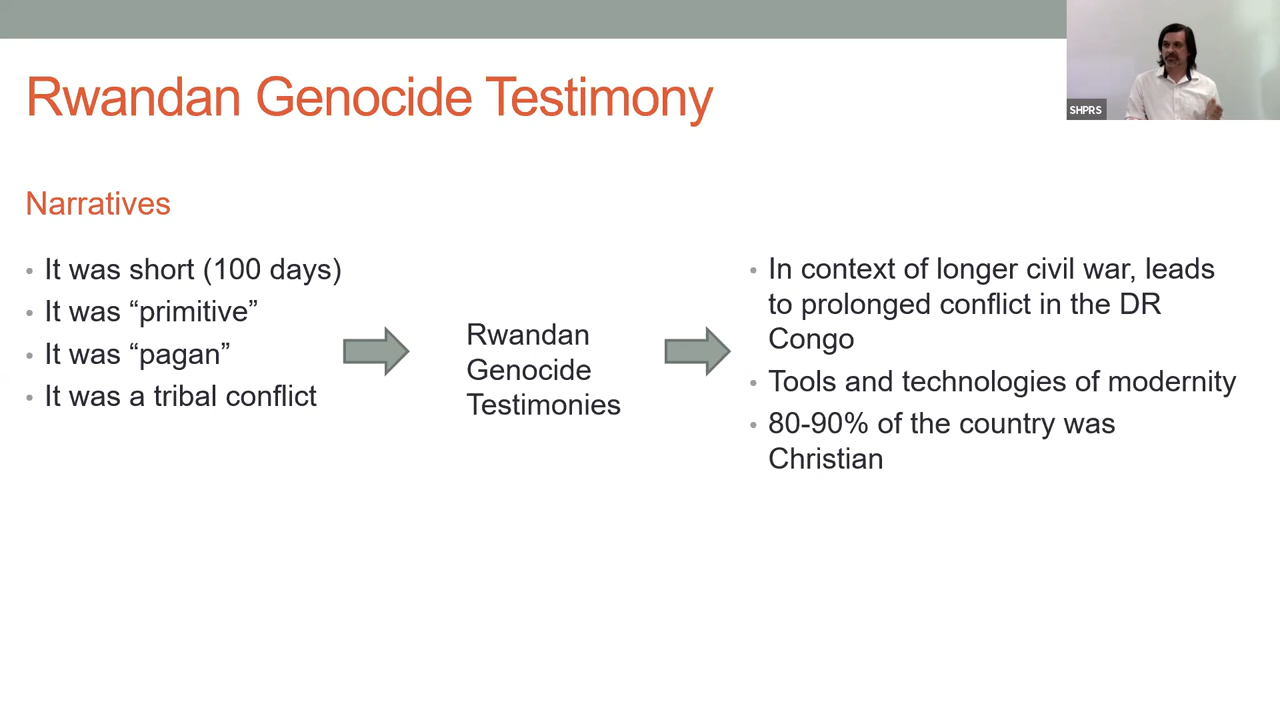 Rwandan Genocide Testimony
SHPRS
Narratives
• It was short (100 days)
• It was “primitive”
• It was “pagan”
• It was a tribal conflict
Rwandan
Genocide
Testimonies
• In context of longer civil war, leads
to prolonged conflict in the DR
Congo
• Tools and technologies of modernity
• 80-90% of the country was
Christian